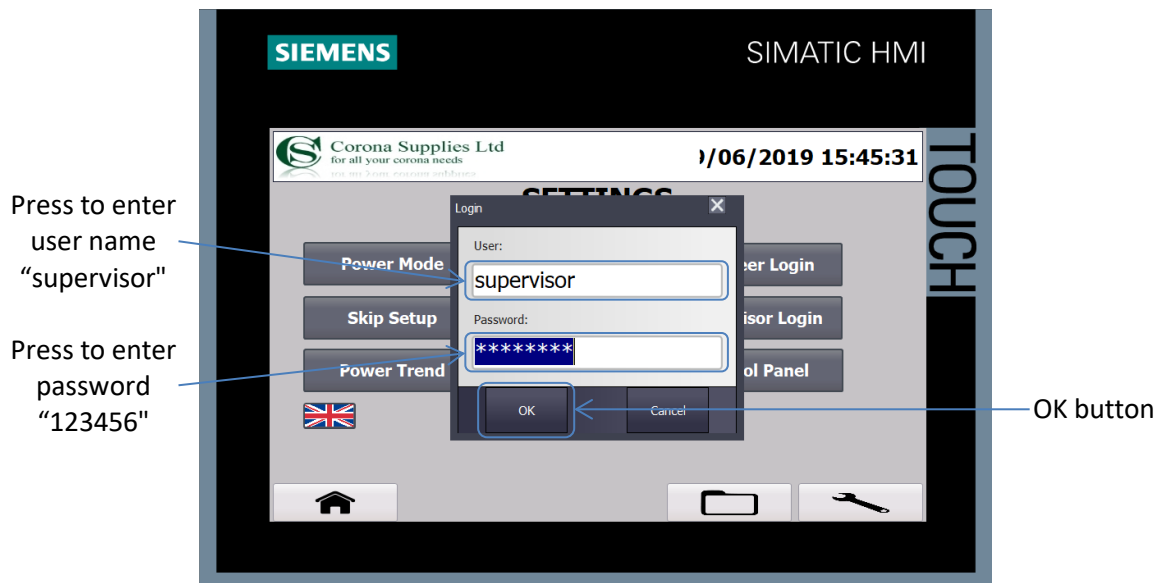 SIEMENS
SIMATIC HMI
TOUCH
Corona Supplies Ltd
for all your corona needs
/06/2019 15:45:31
SETTINGS
Login
Press to enter
user name
“supervisor"
User:
supervisor
Power Mode
er Login
Skip Setup
isor Login
Password:
********
Press to enter
password
“123456"
Power Trend
ol Panel
OK
Cancel
OK button